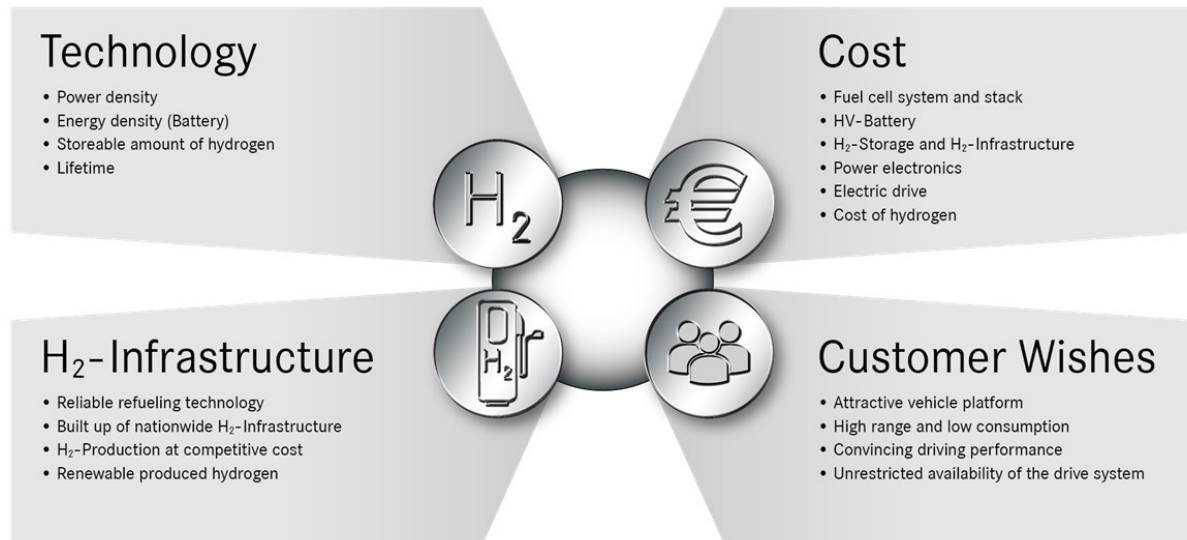 Technology
• Power density
• Energy density (Battery)
• Storeable amount of hydrogen
• Lifetime
Cost
• Fuel cell system and stack
• HV-Battery
• H₂-Storage and H₂-Infrastructure
• Power electronics
• Electric drive
• Cost of hydrogen
H₂
€
H₂-Infrastructure
• Reliable refueling technology
• Built up of nationwide H₂-Infrastructure
• H₂-Production at competitive cost
• Renewable produced hydrogen
H₂
Customer Wishes
• Attractive vehicle platform
• High range and low consumption
• Convincing driving performance
• Unrestricted availability of the drive system